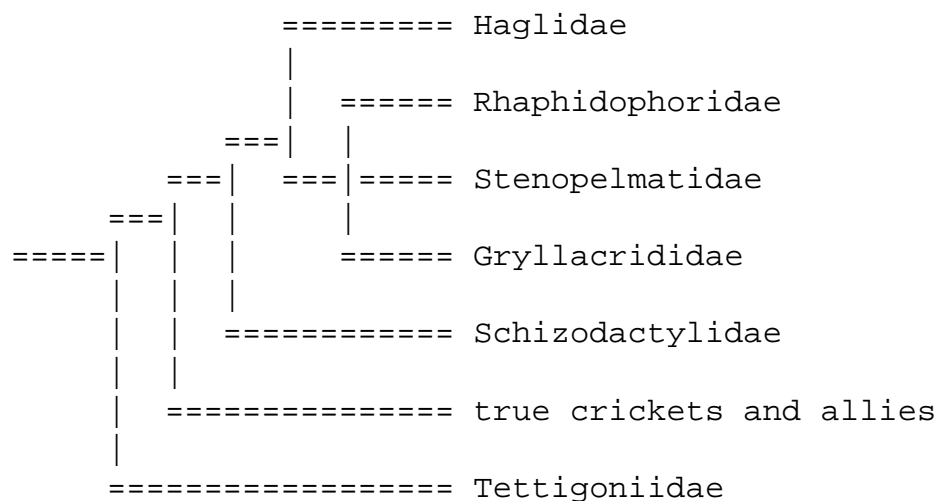 Haglidae
Rhaphidophoridae
Stenopelmatidae
Gryllacrididae
Schizodactylidae
true crickets and allies
Tettigoniidae